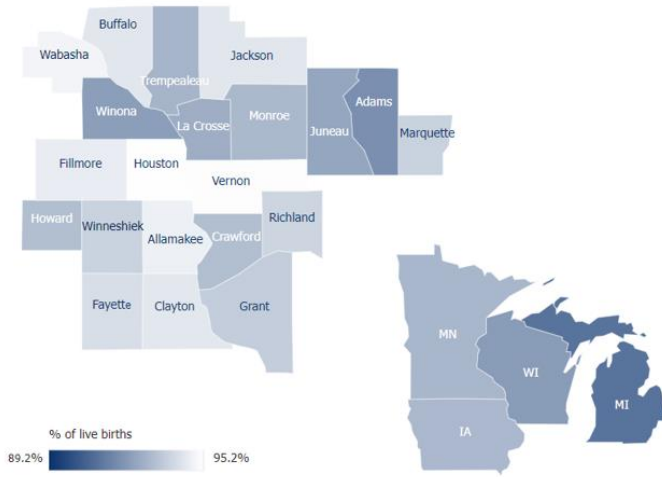 Buffalo
Wabasha
Trempealeau
Jackson
Winona
La Crosse
Monroe
Juneau
Adams
Marquette
Fillmore
Houston
Vernon
Howard
Winneshiek
Allamakee
Crawford
Richland
Fayette
Clayton
Grant
MN
WI
MI
IA
% of live births
89.2% 95.2%